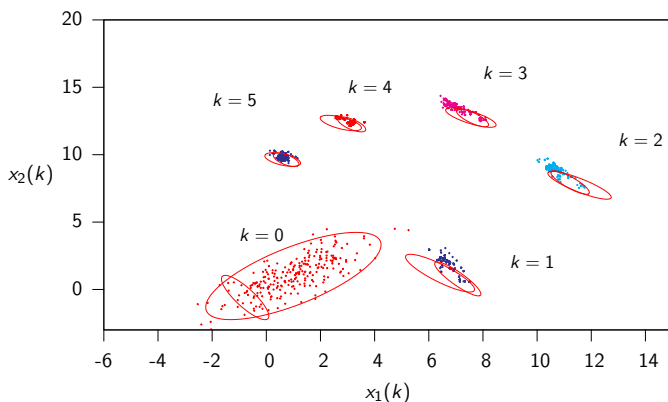 20
15
10
5
0
x₂(k)
k = 5
k = 4
k = 3
k = 2
k = 0
k = 1
-6 -4 -2 0 2 4 6 8 10 12 14
x₁(k)